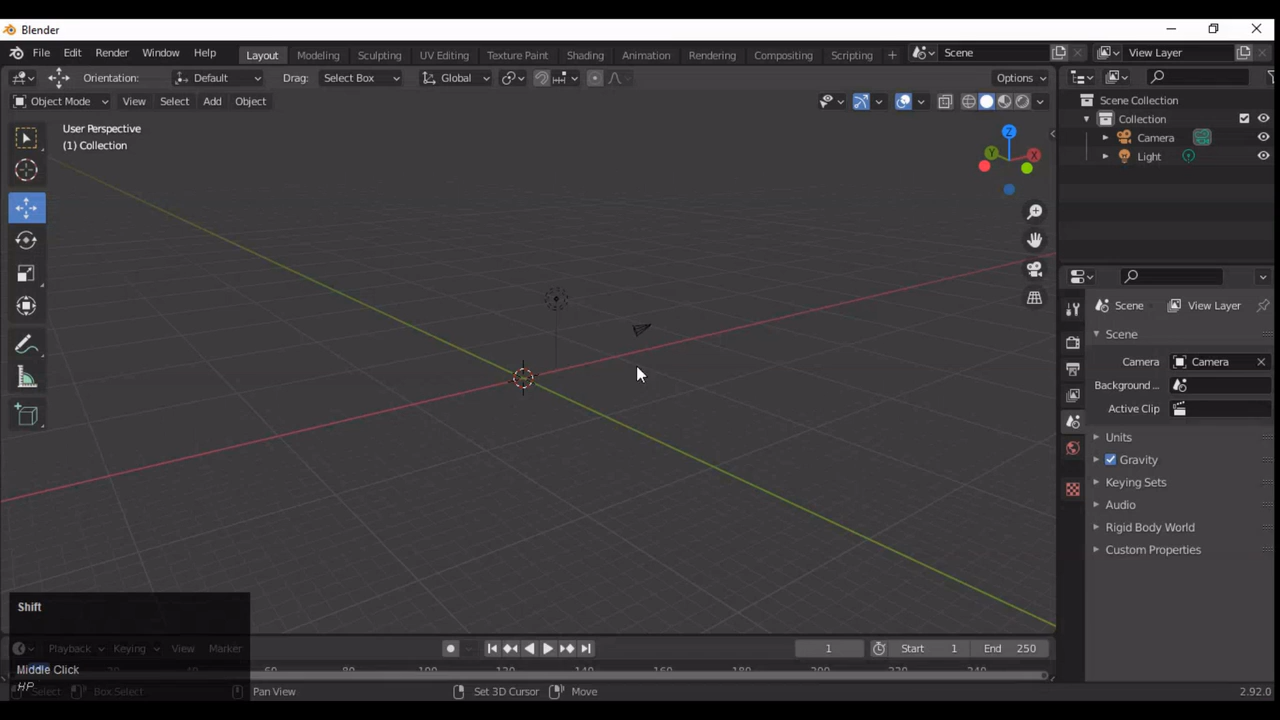 Blender
File Edit Render Window Help Layout Modeling Sculpting UV Editing Texture Paint Shading Animation Rendering Compositing Scripting + Scene View Layer
Orientation: Default Drag: Select Box Global Options
Object Mode View Select Add Object
Scene Collection
Collection
Camera
Light
User Perspective
(1) Collection
Z
Y
X
Scene View Layer
Scene
Camera Camera
Background ...
Active Clip
Units
Gravity
Keying Sets
Audio
Rigid Body World
Custom Properties
Shift
Playback Keying View Marker 1 Start 1 End 250
Middle Click
HP
Select Box Select Pan View Set 3D Cursor Move 2.92.0